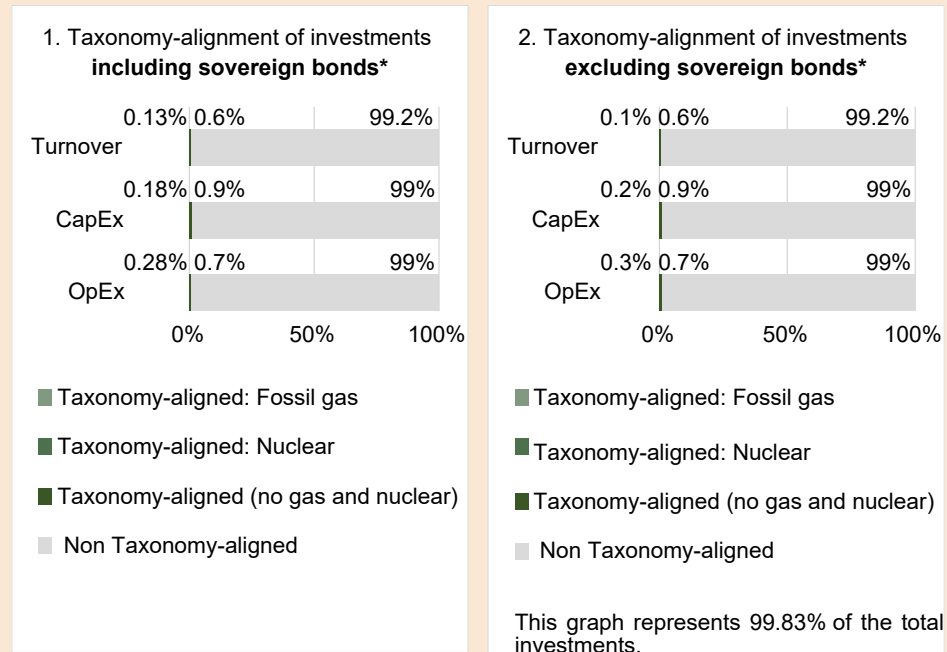 1. Taxonomy-alignment of investments
including sovereign bonds*
0.13% 0.6% 99.2%
Turnover
0.18% 0.9% 99%
CapEx
0.28% 0.7% 99%
OpEx
0% 50% 100%
Taxonomy-aligned: Fossil gas
Taxonomy-aligned: Nuclear
Taxonomy-aligned (no gas and nuclear)
Non Taxonomy-aligned
2. Taxonomy-alignment of investments
excluding sovereign bonds*
0.1% 0.6% 99.2%
Turnover
0.2% 0.9% 99%
CapEx
0.3% 0.7% 99%
OpEx
0% 50% 100%
Taxonomy-aligned: Fossil gas
Taxonomy-aligned: Nuclear
Taxonomy-aligned (no gas and nuclear)
Non Taxonomy-aligned
This graph represents 99.83% of the total
investments.